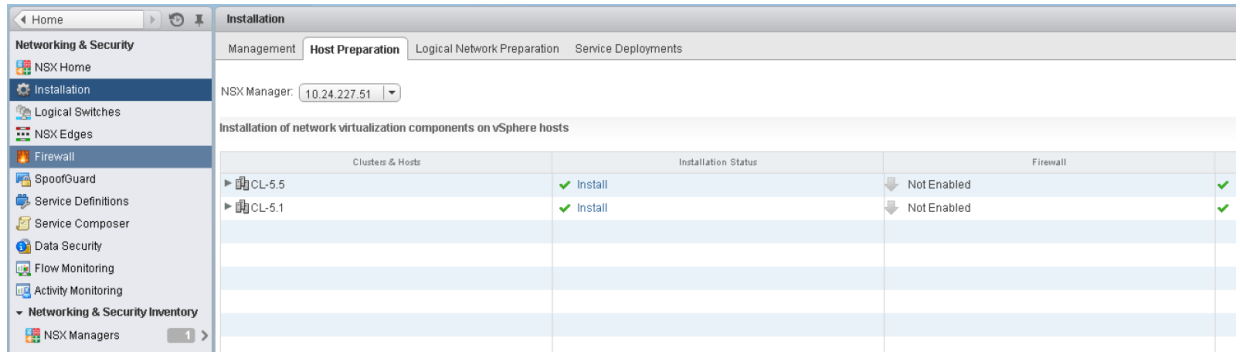 Home
Networking & Security
NSX Home
Installation
Logical Switches
NSX Edges
Firewall
SpoofGuard
Service Definitions
Service Composer
Data Security
Flow Monitoring
Activity Monitoring
Networking & Security Inventory
NSX Managers 1
Installation
Management Host Preparation Logical Network Preparation Service Deployments
NSX Manager: 10.24.227.51
Installation of network virtualization components on vSphere hosts
Clusters & Hosts Installation Status Firewall
CL-5.5 Install Not Enabled
CL-5.1 Install Not Enabled